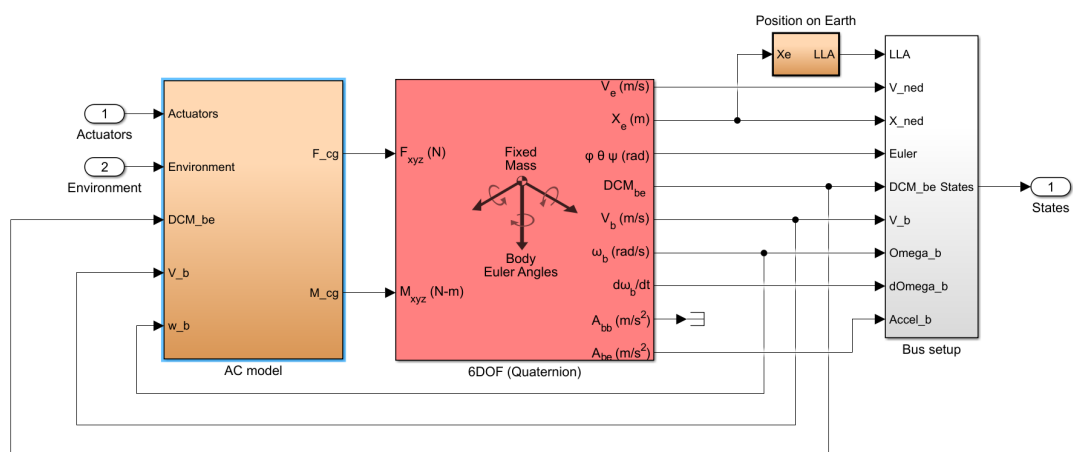 Position on Earth
Xe LLA
1
Actuators
2
Environment
Actuators
Environment
DCM_be
V_b
w_b
F_cg
M_cg
AC model
F_xyz (N)
M_xyz (N-m)
Fixed
Mass
Body
Euler Angles
V_e (m/s)
X_e (m)
φ θ ψ (rad)
DCM_be
V_b (m/s)
ω_b (rad/s)
dω_b/dt
A_bb (m/s²)
A_be (m/s²)
6DOF (Quaternion)
LLA
V_ned
X_ned
Euler
DCM_be States
V_b
Omega_b
dOmega_b
Accel_b
Bus setup
1
States